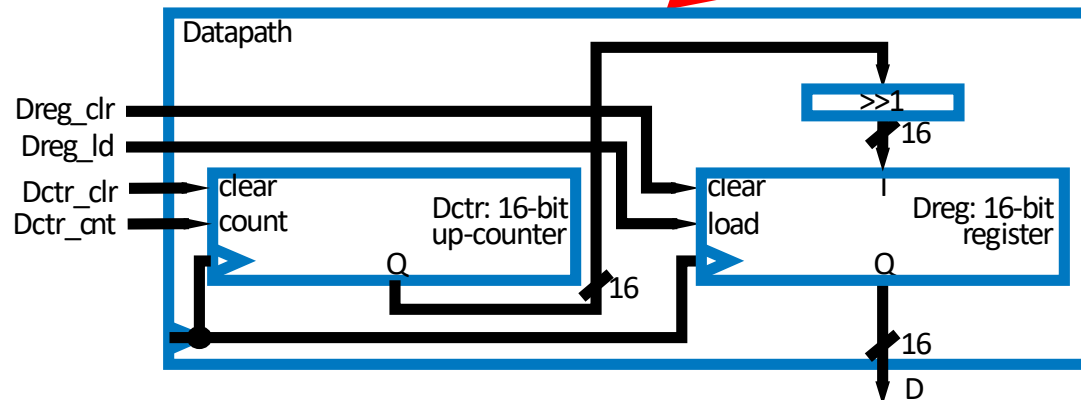 Datapath
Dreg_clr
Dreg_ld
Dctr_clr
Dctr_cnt
clear
count
Dctr: 16-bit
up-counter
Q
16
>>1
16
clear
load
I
Dreg: 16-bit
register
Q
16
D